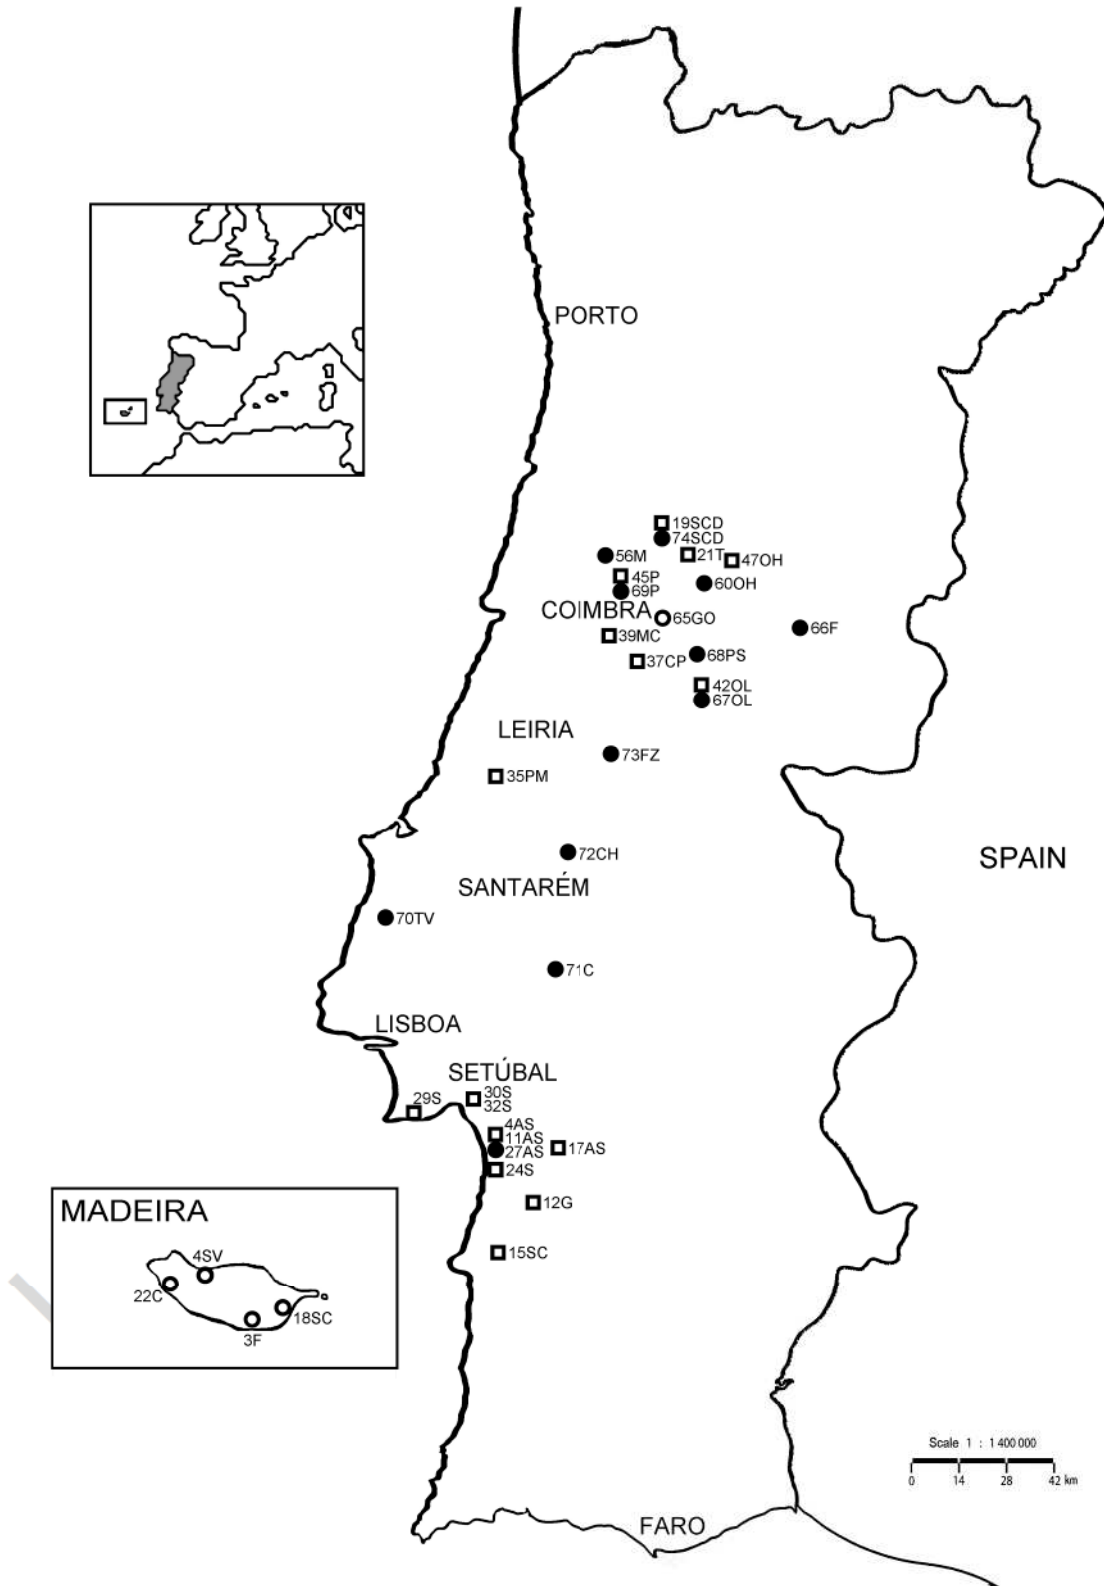 PORTO
19SCD
74SCD
56M
21T
47OH
45P
69P
60OH
COIMBRA
65GO
66F
39MC
37CP
68PS
42OL
67OL
LEIRIA
73FZ
35PM
72CH
SPAIN
SANTARÉM
70TV
71C
LISBOA
SETÚBAL
29S
30S
32S
4AS
11AS
27AS
17AS
24S
12G
15SC
MADEIRA
4SV
22C
18SC
3F
Scale 1 : 1 400 000
0 14 28 42 km
FARO